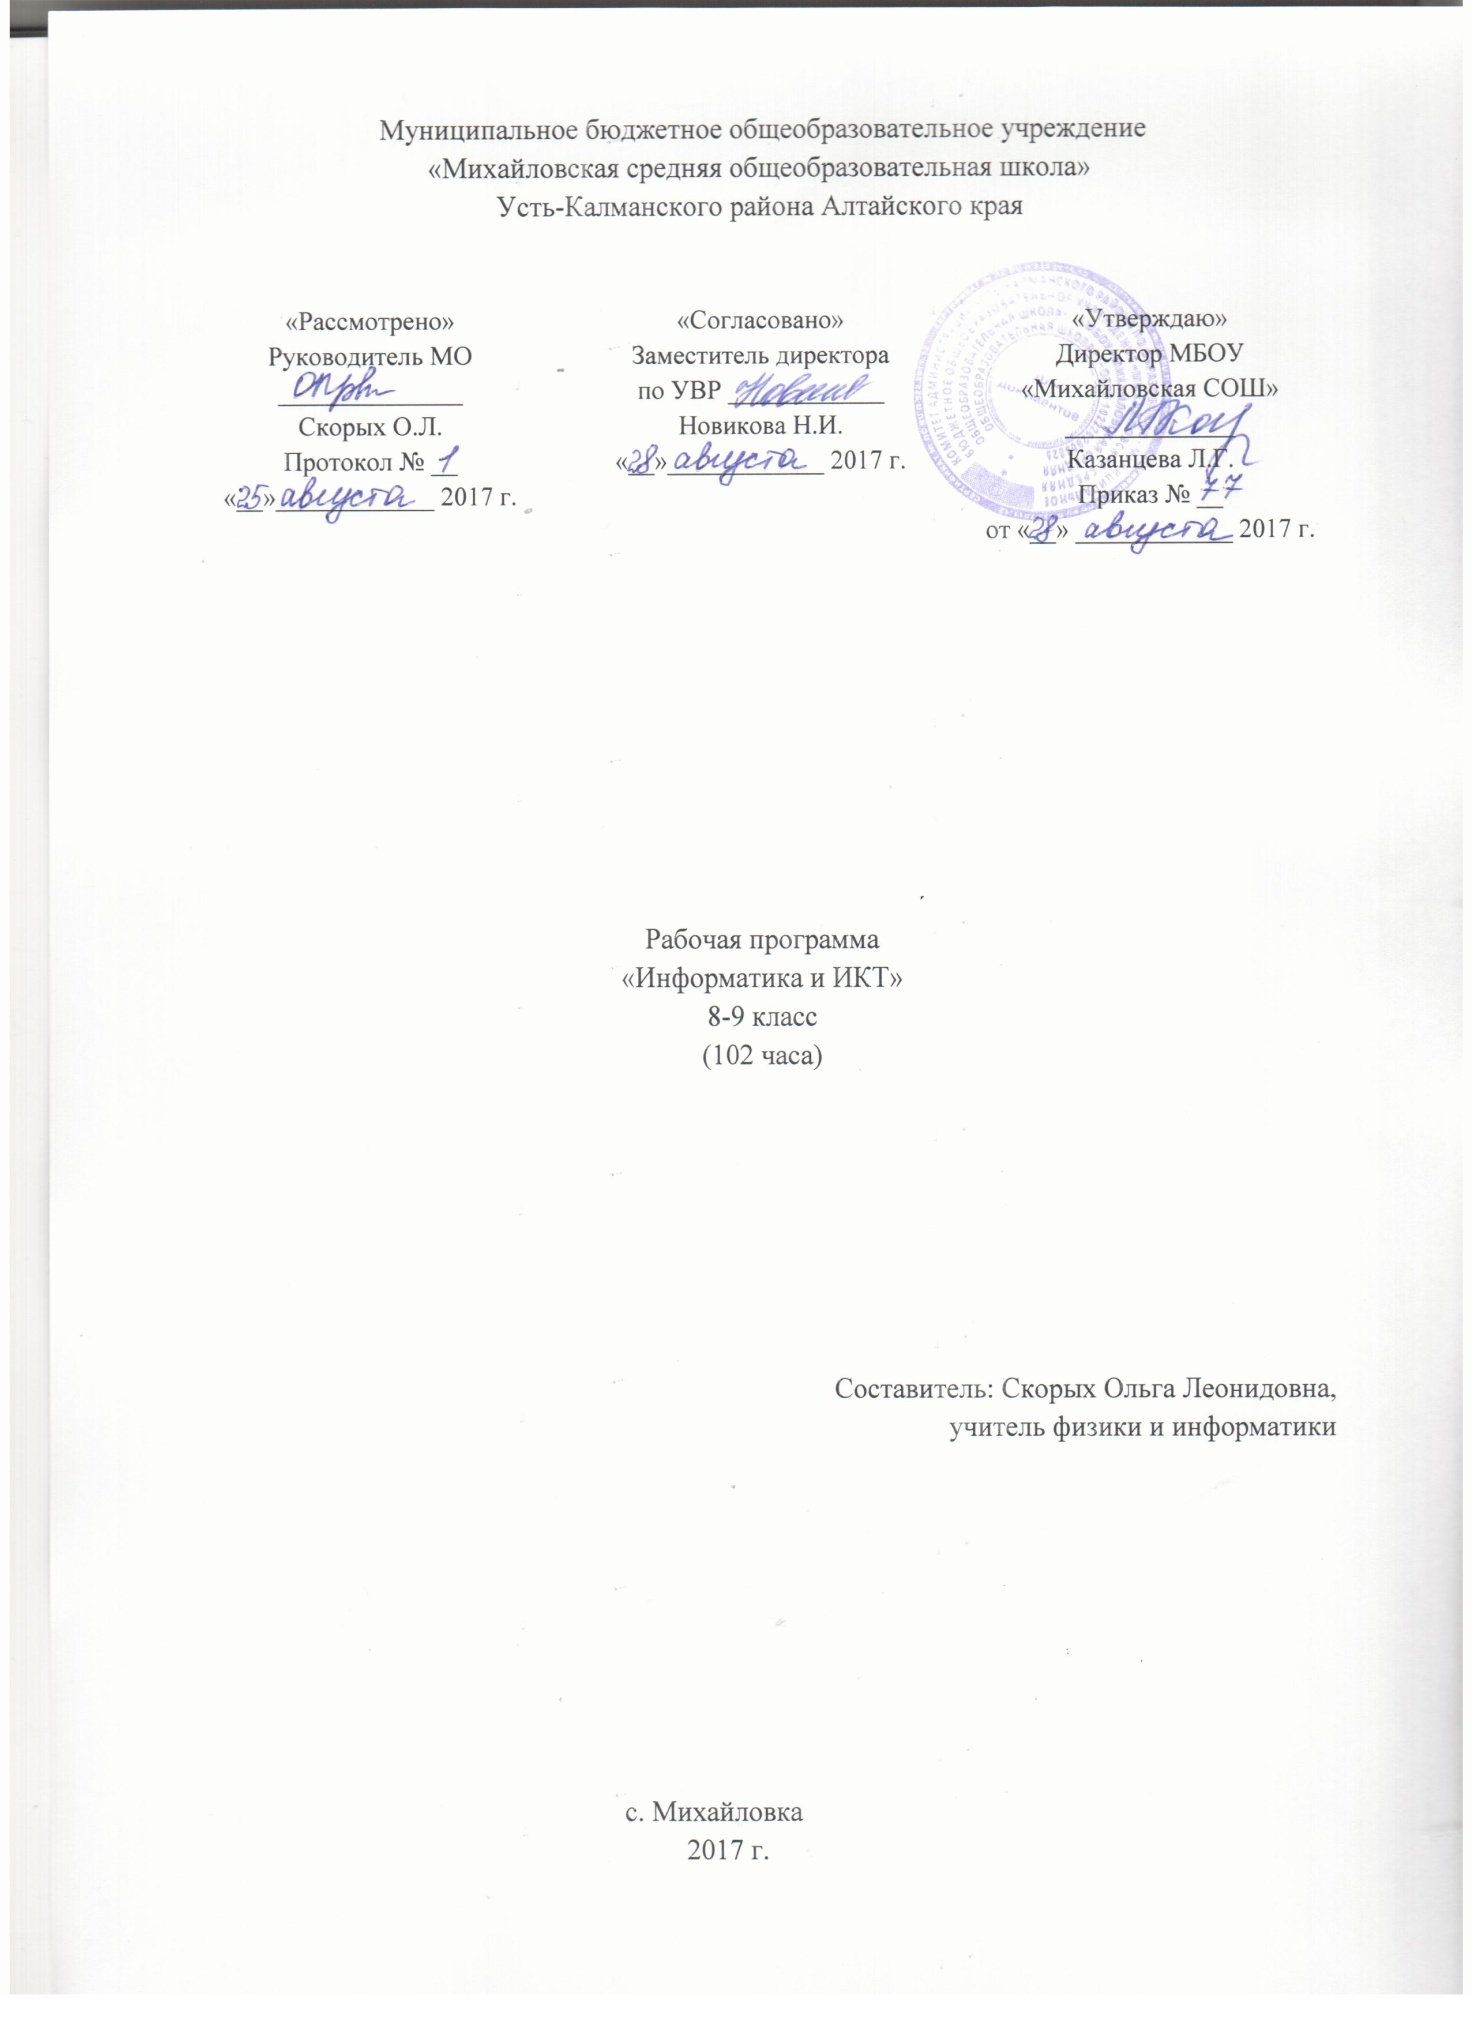 Муниципальное бюджетное общеобразовательное учреждение
«Михайловская средняя общеобразовательная школа»
Усть-Калманского района Алтайского края
«Рассмотрено»
Руководитель МО
Скорых О.Л.
Протокол № 1
«25» августа 2017 г.
«Согласовано»
Заместитель директора
по УВР
Новикова Н.И.
«28» августа 2017 г.
«Утверждаю»
Директор МБОУ
«Михайловская СОШ»
Казанцева Л.Г.
Приказ № 77
от «28» августа 2017 г.
Для документов
Рабочая программа
«Информатика и ИКТ»
8-9 класс
(102 часа)
Составитель: Скорых Ольга Леонидовна,
учитель физики и информатики
с. Михайловка
2017 г.